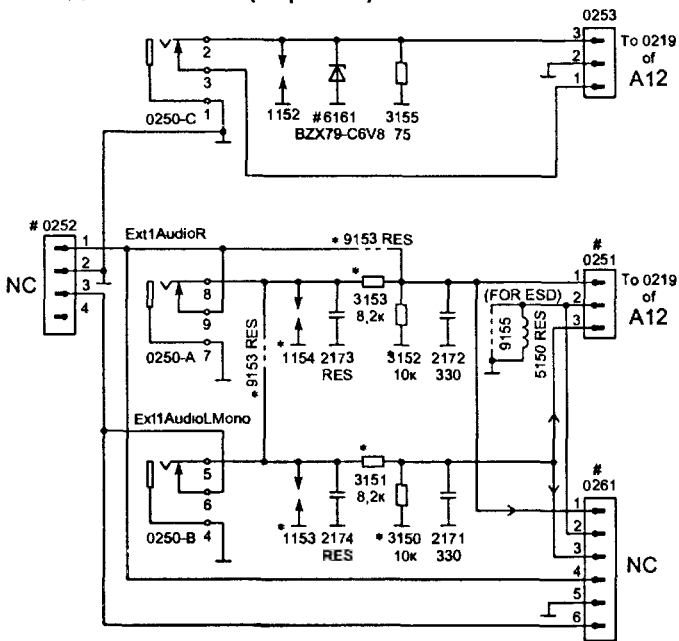 0253
To 0219
of
A12
3
2
1
2
3
1
0250-C
1152
#6161
3155
BZX79-C6V8
75
# 0252
NC
1
2
3
4
Ext1AudioR
* 9153 RES
8
9
7
0250-A
*
3153
8,2к
* 9153 RES
*
1154
2173
RES
*
3152
10к
2172
330
(FOR ESD)
9155
5150 RES
#
0251
1
2
3
To 0219
of
A12
Ext1AudioLMono
5
6
4
0250-B
*
3151
8,2к
*
1153
2174
RES
*
3150
10к
2171
330
#
0261
1
2
3
4
5
6
NC